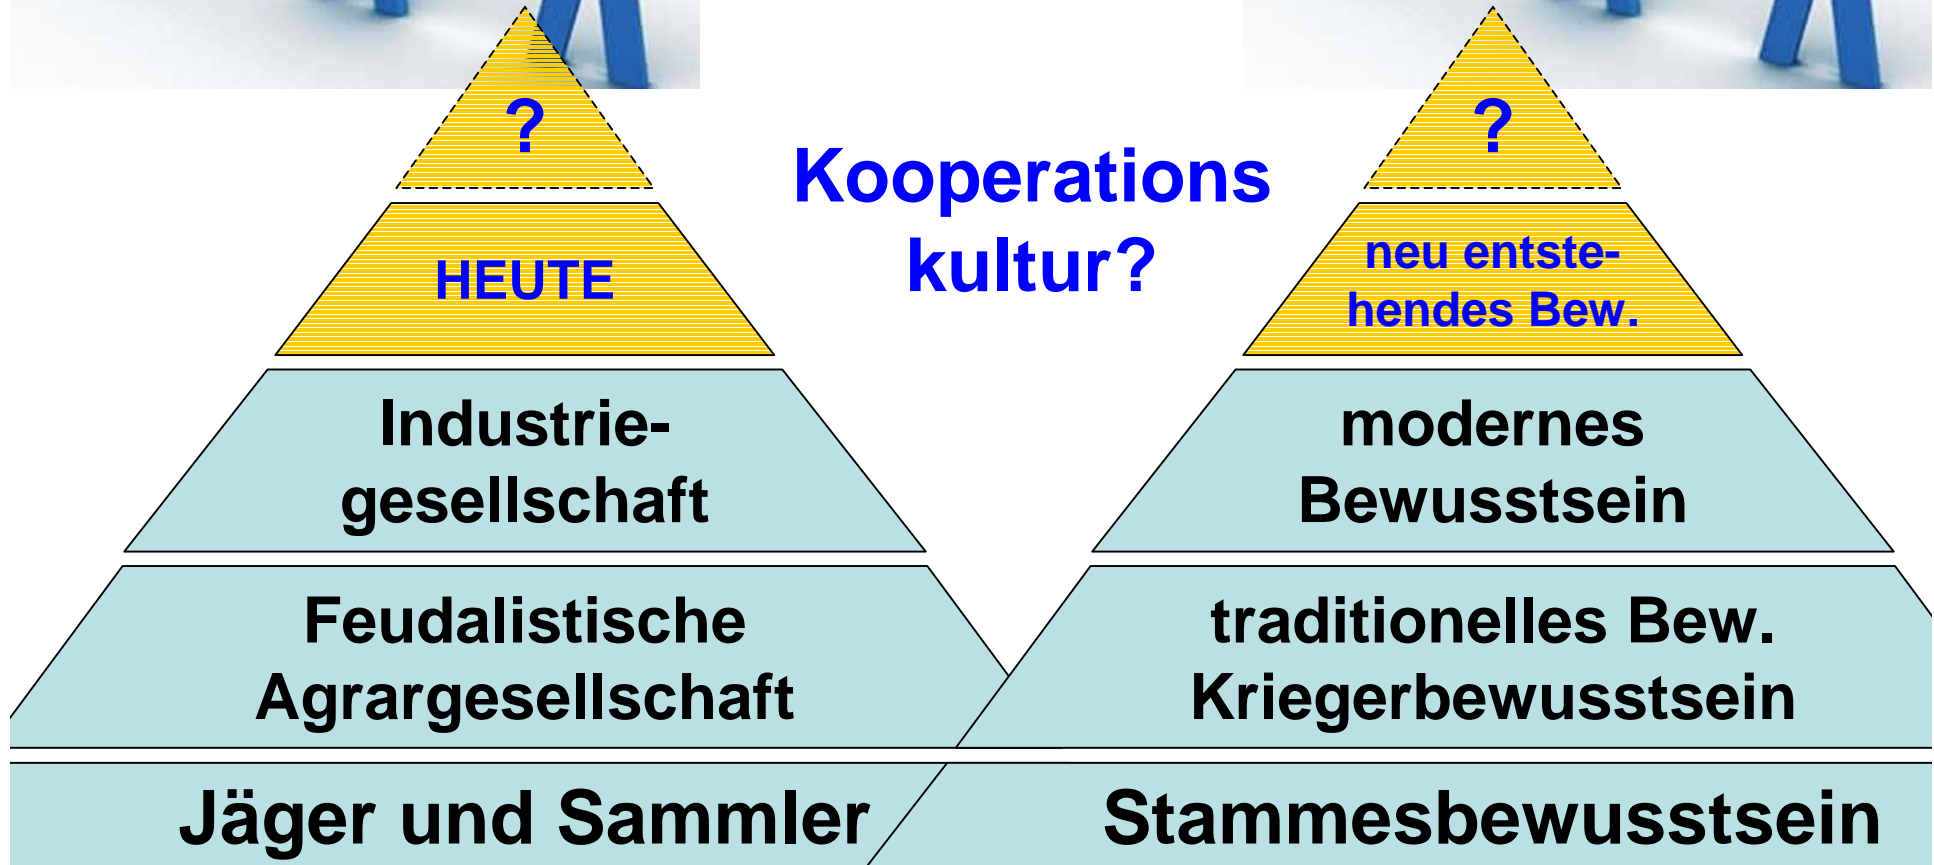 ?
HEUTE
Industrie-
gesellschaft
Feudalistische
Agrargesellschaft
Jäger und Sammler
Kooperations
kultur?
?
neu entste-
hendes Bew.
modernes
Bewusstsein
traditionelles Bew.
Kriegerbewusstsein
Stammesbewusstsein